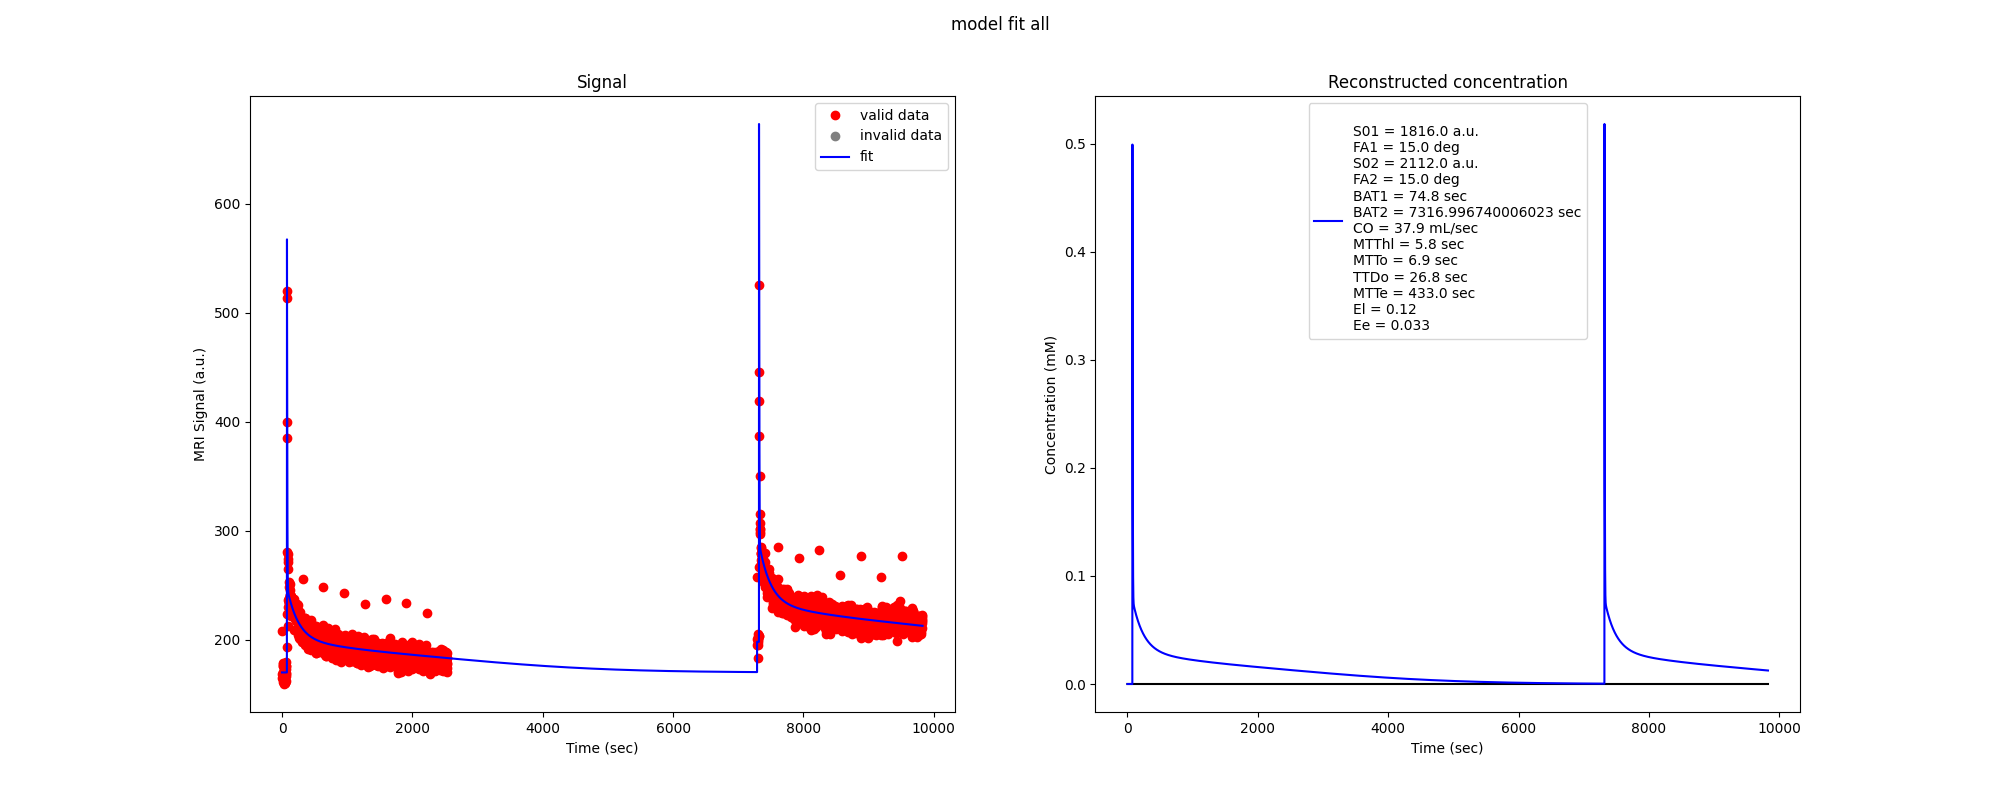 model fit all
Signal
MRI Signal (a.u.)
600
500
400
300
200
0
2000
4000
6000
8000
10000
Time (sec)
valid data
invalid data
fit
Reconstructed concentration
Concentration (mM)
0.5
0.4
0.3
0.2
0.1
0.0
0
2000
4000
6000
8000
10000
Time (sec)
S01 = 1816.0 a.u.
FA1 = 15.0 deg
S02 = 2112.0 a.u.
FA2 = 15.0 deg
BAT1 = 74.8 sec
BAT2 = 7316.996740006023 sec
CO = 37.9 mL/sec
MTThl = 5.8 sec
MTTo = 6.9 sec
TTDo = 26.8 sec
MTTe = 433.0 sec
El = 0.12
Ee = 0.033